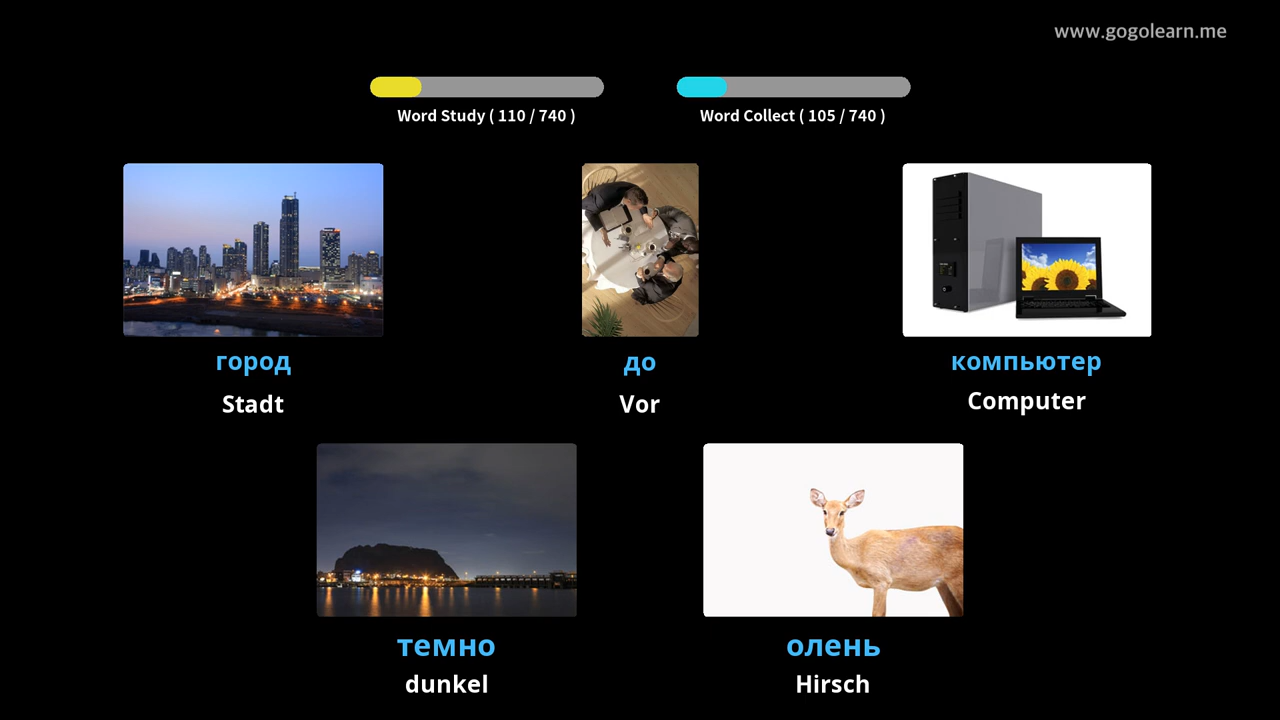 www.gogolearn.me
Word Study ( 110 / 740 )
Word Collect ( 105 / 740 )
город
Stadt
до
Vor
компьютер
Computer
темно
dunkel
олень
Hirsch